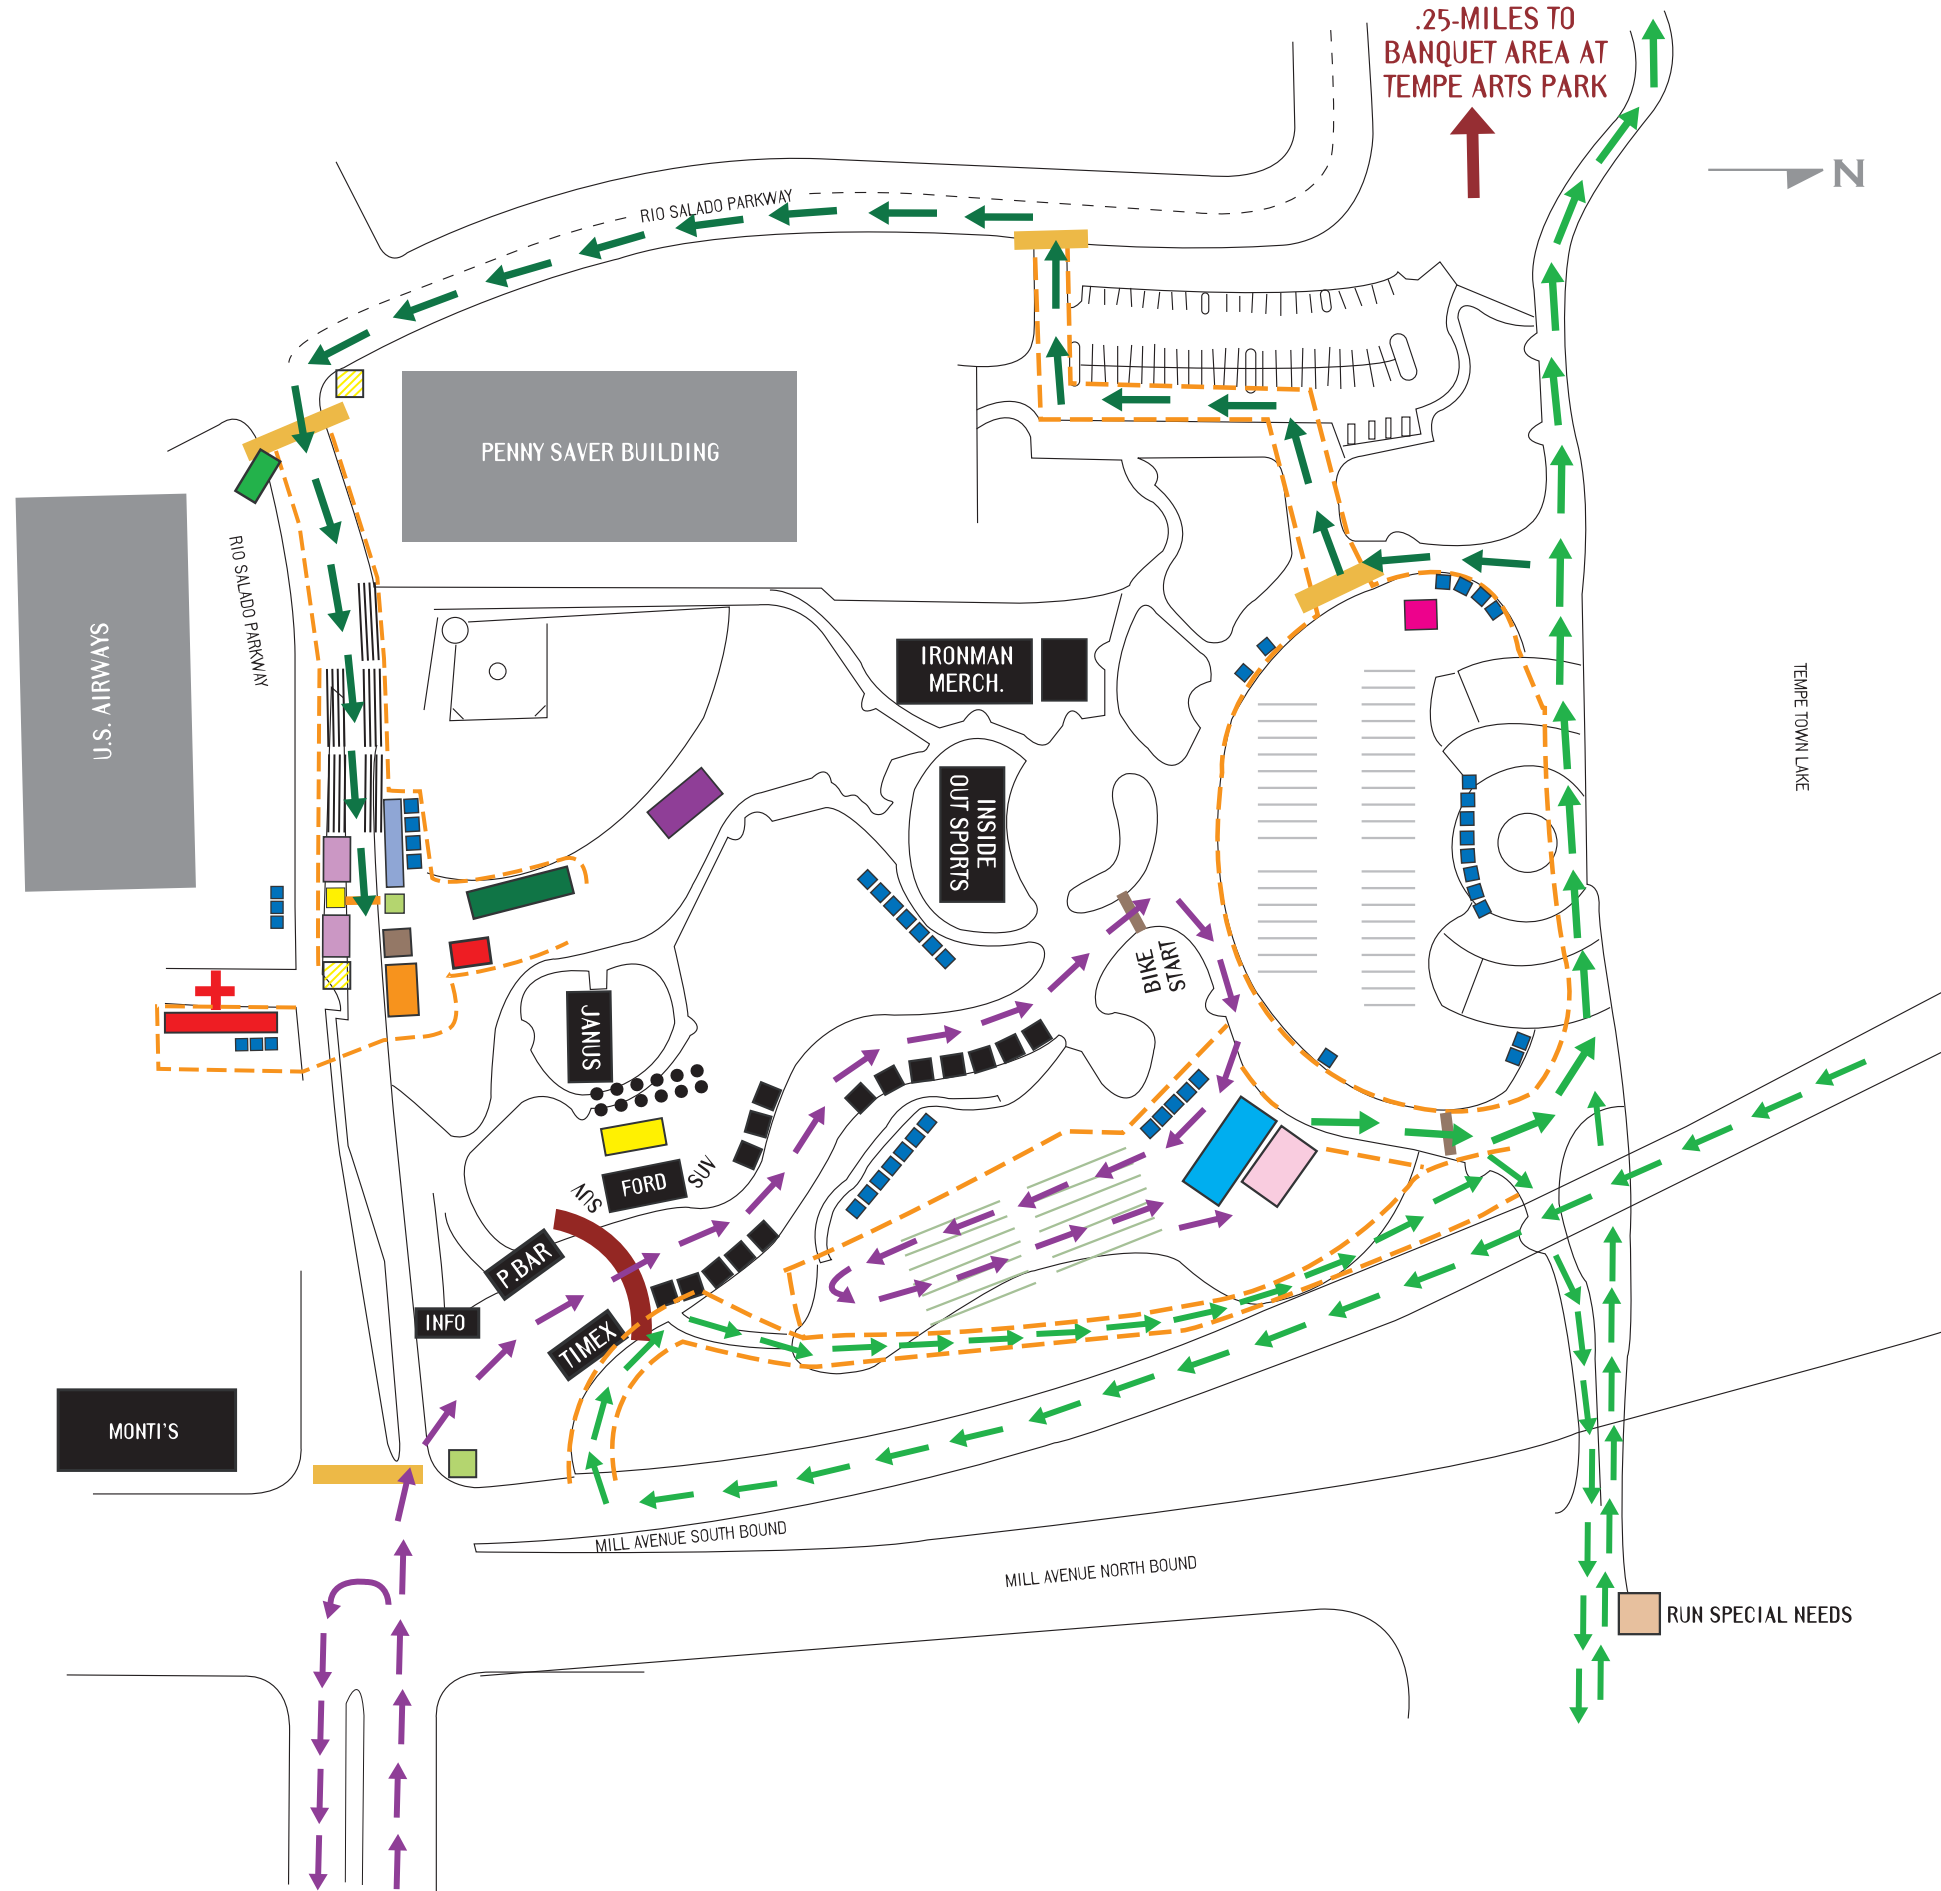 .25-MILES TO
BANQUET AREA AT
TEMPE ARTS PARK
N
RIO SALADO PARKWAY
PENNY SAVER BUILDING
U.S. AIRWAYS
RIO SALADO PARKWAY
IRONMAN
MERCH.
TEMPE TOWN LAKE
INSIDE
OUT SPORTS
BIKE
START
JANUS
FORD
SUV
SUV
P.BAR
INFO
TIMEX
MONTI'S
MILL AVENUE SOUTH BOUND
MILL AVENUE NORTH BOUND
RUN SPECIAL NEEDS